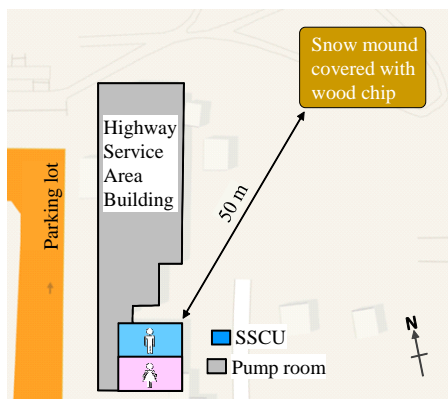 Snow mound
covered with
wood chip
Highway
Service
Area
Building
Parking lot
50 m
N
SSCU
Pump room